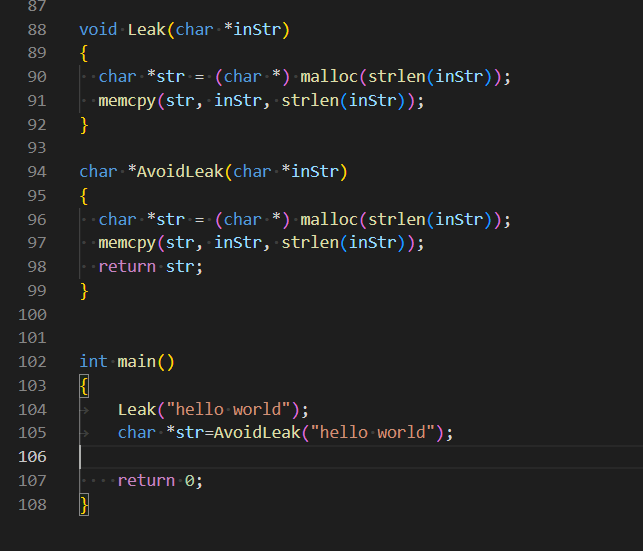 87
88 void Leak(char *inStr)
89 {
90   char *str = (char *) malloc(strlen(inStr));
91   memcpy(str, inStr, strlen(inStr));
92 }
93
94 char *AvoidLeak(char *inStr)
95 {
96   char *str = (char *) malloc(strlen(inStr));
97   memcpy(str, inStr, strlen(inStr));
98   return str;
99 }
100
101
102 int main()
103 {
104     Leak("hello world");
105     char *str=AvoidLeak("hello world");
106
107     return 0;
108 }